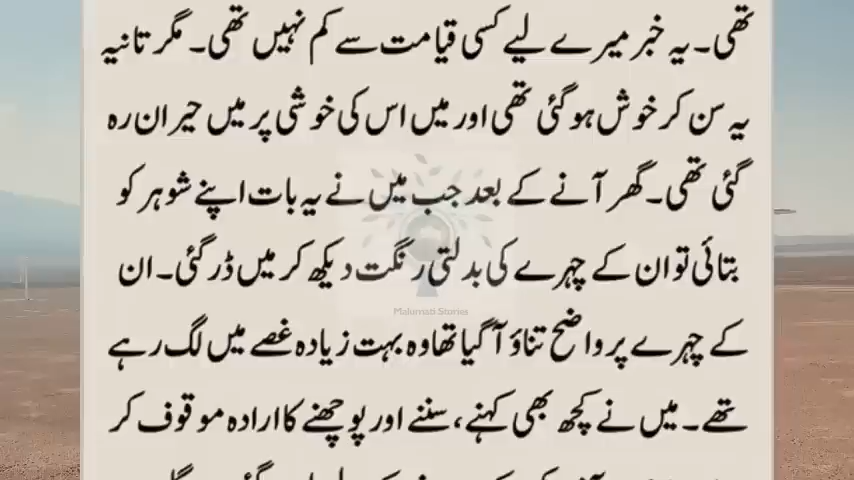 تھی۔ یہ خبر میرے لیے کسی قیامت سے کم نہیں تھی۔ مگر تانیہ
یہ سن کر خوش ہو گئی تھی اور میں اس کی خوشی پر میں حیران رہ
گئی تھی۔ گھر آنے کے بعد جب میں نے یہ بات اپنے شوہر کو
بتائی تو ان کے چہرے کی بدلتی رنگت دیکھ کر میں ڈر گئی۔ ان
Malumati Stories
کے چہرے پر واضح تناؤ آگیا تھا وہ بہت زیادہ غصے میں لگ رہے
تھے۔ میں نے کچھ بھی کہنے، سننے اور پوچھنے کا ارادہ موقوف کر